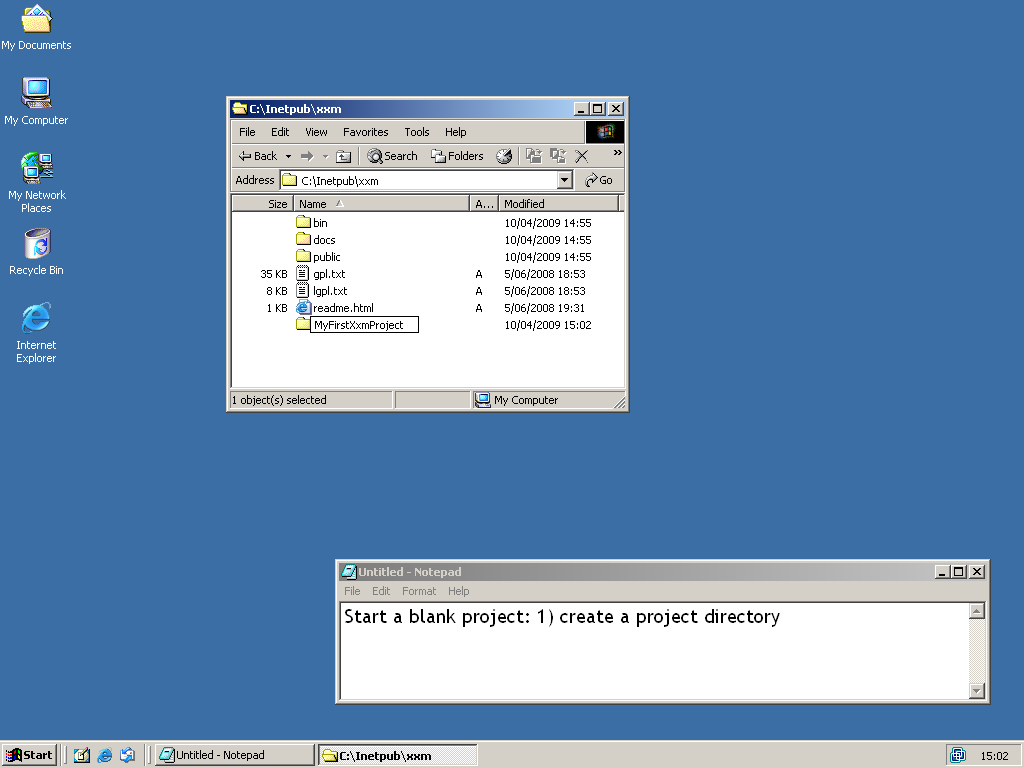 My Documents
My Computer
My Network
Places
Recycle Bin
Internet
Explorer
C:\Inetpub\xxm
File Edit View Favorites Tools Help
Back Search Folders »
Address C:\Inetpub\xxm Go
Size Name A... Modified
bin 10/04/2009 14:55
docs 10/04/2009 14:55
public 10/04/2009 14:55
35 KB gpl.txt A 5/06/2008 18:53
8 KB lgpl.txt A 5/06/2008 18:53
1 KB readme.html A 5/06/2008 19:31
MyFirstXxmProject 10/04/2009 15:02
1 object(s) selected My Computer
Untitled - Notepad
File Edit Format Help
Start a blank project: 1) create a project directory
Start Untitled - Notepad C:\Inetpub\xxm 15:02